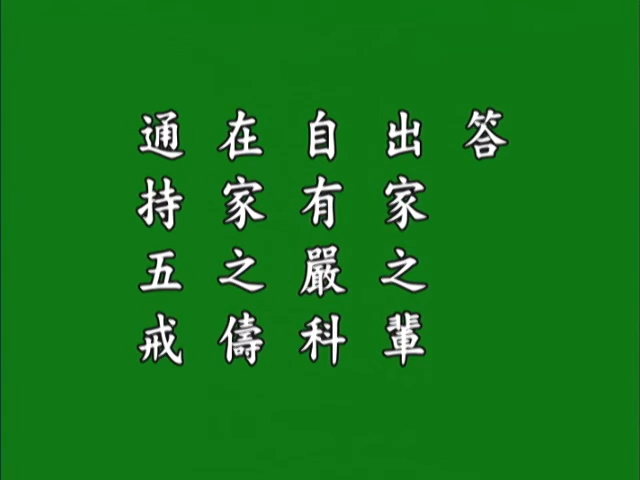 答
出家之輩
自有嚴科
在家之儔
通持五戒